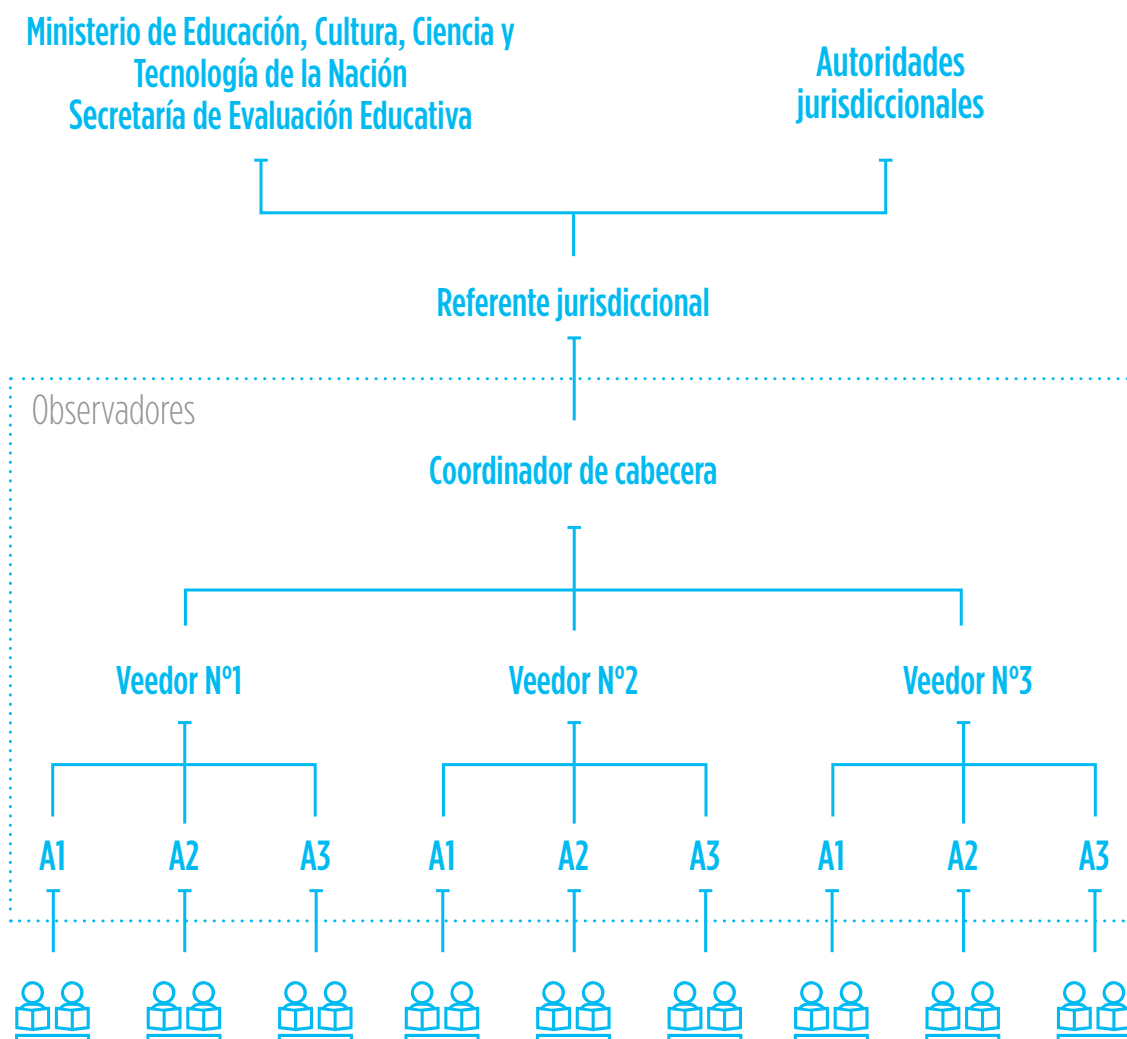 Ministerio de Educación, Cultura, Ciencia y
Tecnología de la Nación
Secretaría de Evaluación Educativa
Autoridades
jurisdiccionales
Referente jurisdiccional
Observadores
Coordinador de cabecera
Veedor Nº1
Veedor Nº2
Veedor Nº3
A1
A2
A3
A1
A2
A3
A1
A2
A3